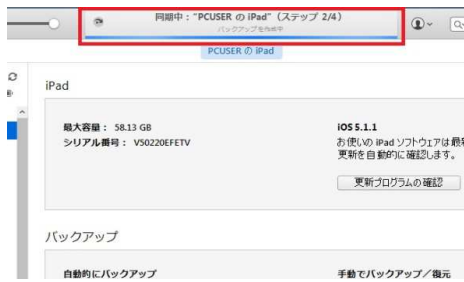 同期中："PCUSER の iPad"（ステップ 2/4）
バックアップを作成中
PCUSER の iPad
iPad
最大容量： 58.13 GB
シリアル番号： V50220EFETV
iOS 5.1.1
お使いの iPad ソフトウェアは最新
更新を自動的に確認します。
更新プログラムの確認
バックアップ
自動的にバックアップ
手動でバックアップ／復元